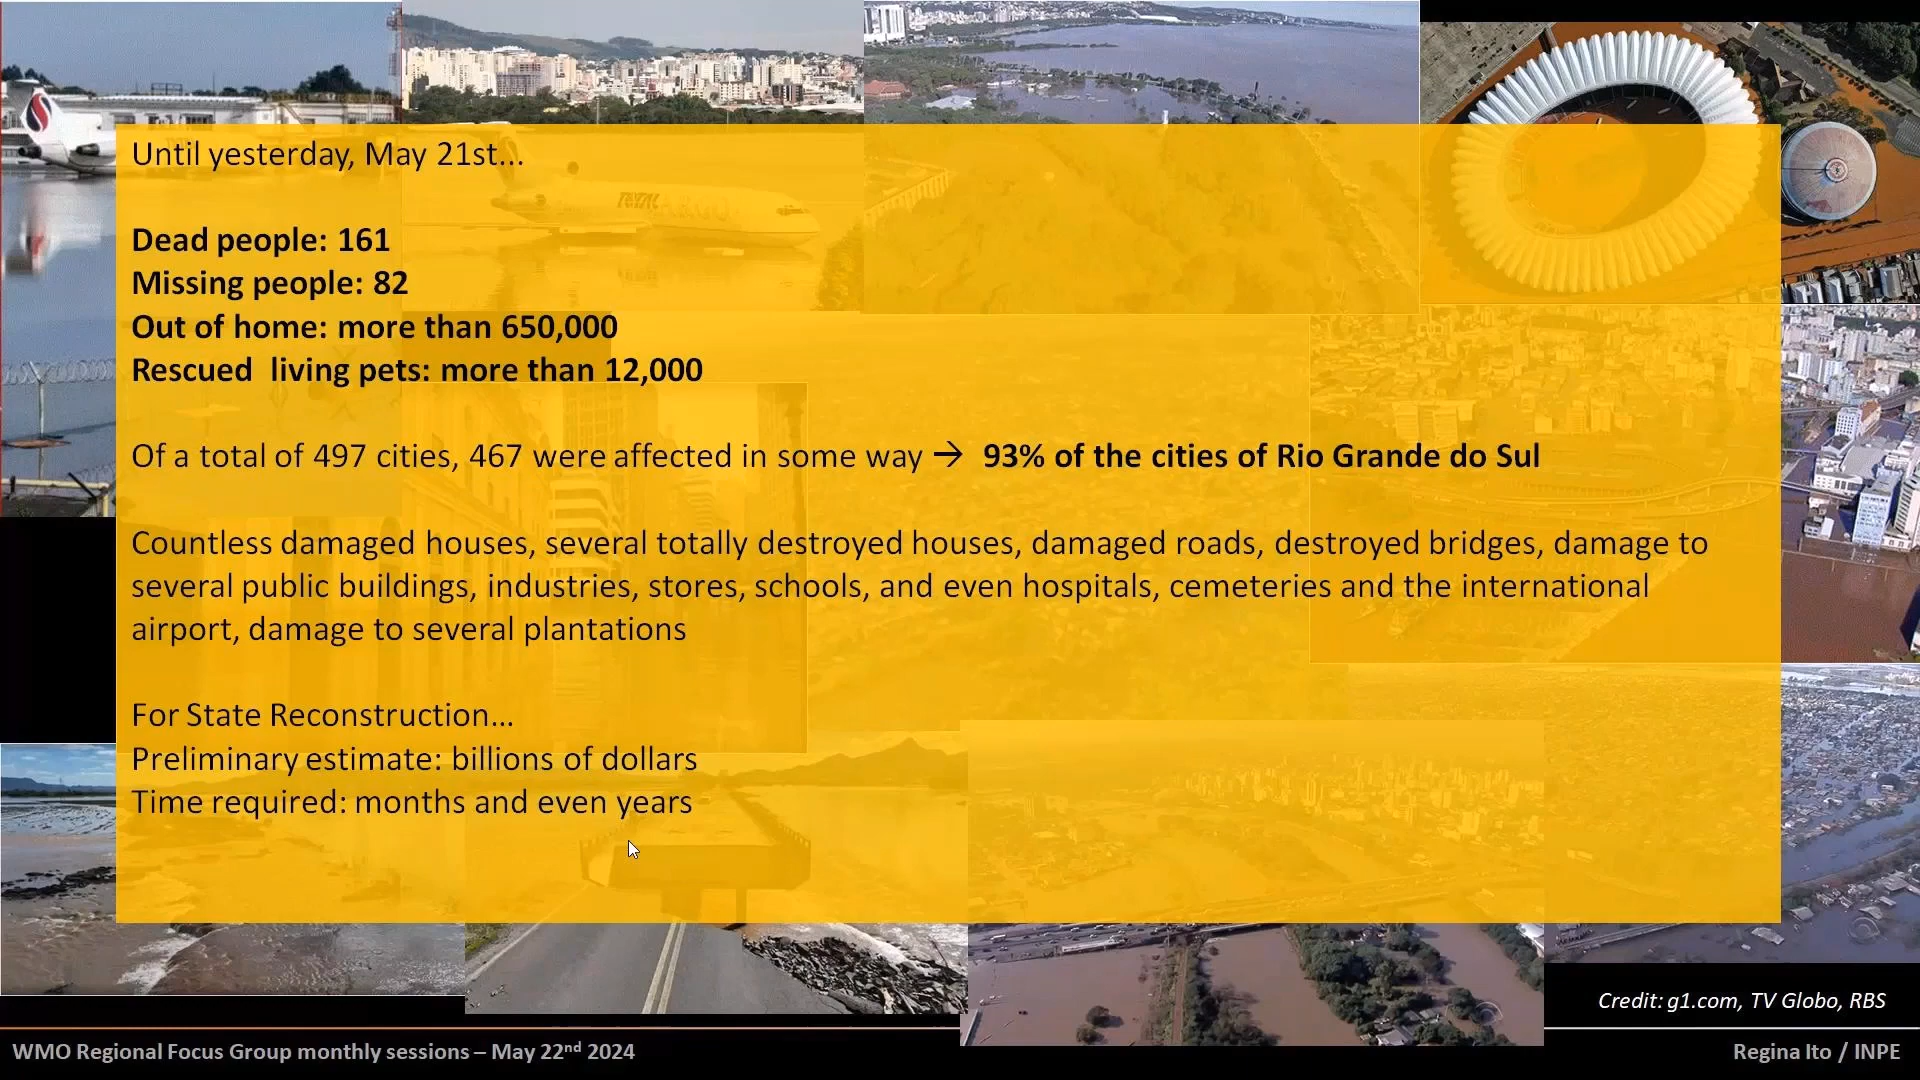 Until yesterday, May 21st...
Dead people: 161
Missing people: 82
Out of home: more than 650,000
Rescued  living pets: more than 12,000
Of a total of 497 cities, 467 were affected in some way → 93% of the cities of Rio Grande do Sul
Countless damaged houses, several totally destroyed houses, damaged roads, destroyed bridges, damage to
several public buildings, industries, stores, schools, and even hospitals, cemeteries and the international
airport, damage to several plantations
For State Reconstruction...
Preliminary estimate: billions of dollars
Time required: months and even years
Credit: g1.com, TV Globo, RBS
WMO Regional Focus Group monthly sessions – May 22nd 2024
Regina Ito / INPE